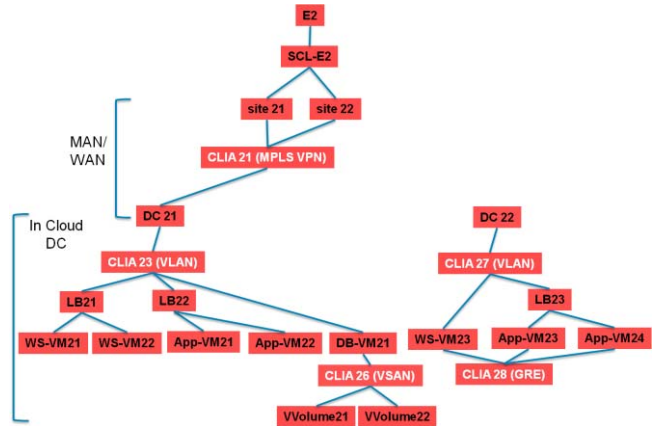 E2
SCL-E2
site 21
site 22
MAN/
WAN
CLIA 21 (MPLS VPN)
DC 21
DC 22
In Cloud
DC
CLIA 23 (VLAN)
CLIA 27 (VLAN)
LB21
LB22
LB23
WS-VM21
WS-VM22
App-VM21
App-VM22
DB-VM21
WS-VM23
App-VM23
App-VM24
CLIA 26 (VSAN)
CLIA 28 (GRE)
VVolume21
VVolume22